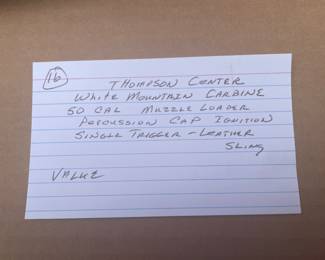 16
THOMPSON CENTER
WHITE MOUNTAIN CARBINE
50 CAL MUZZLE LOADER
PERCUSSION CAP IGNITION
SINGLE TRIGGER - LEATHER
SLING
VALUE